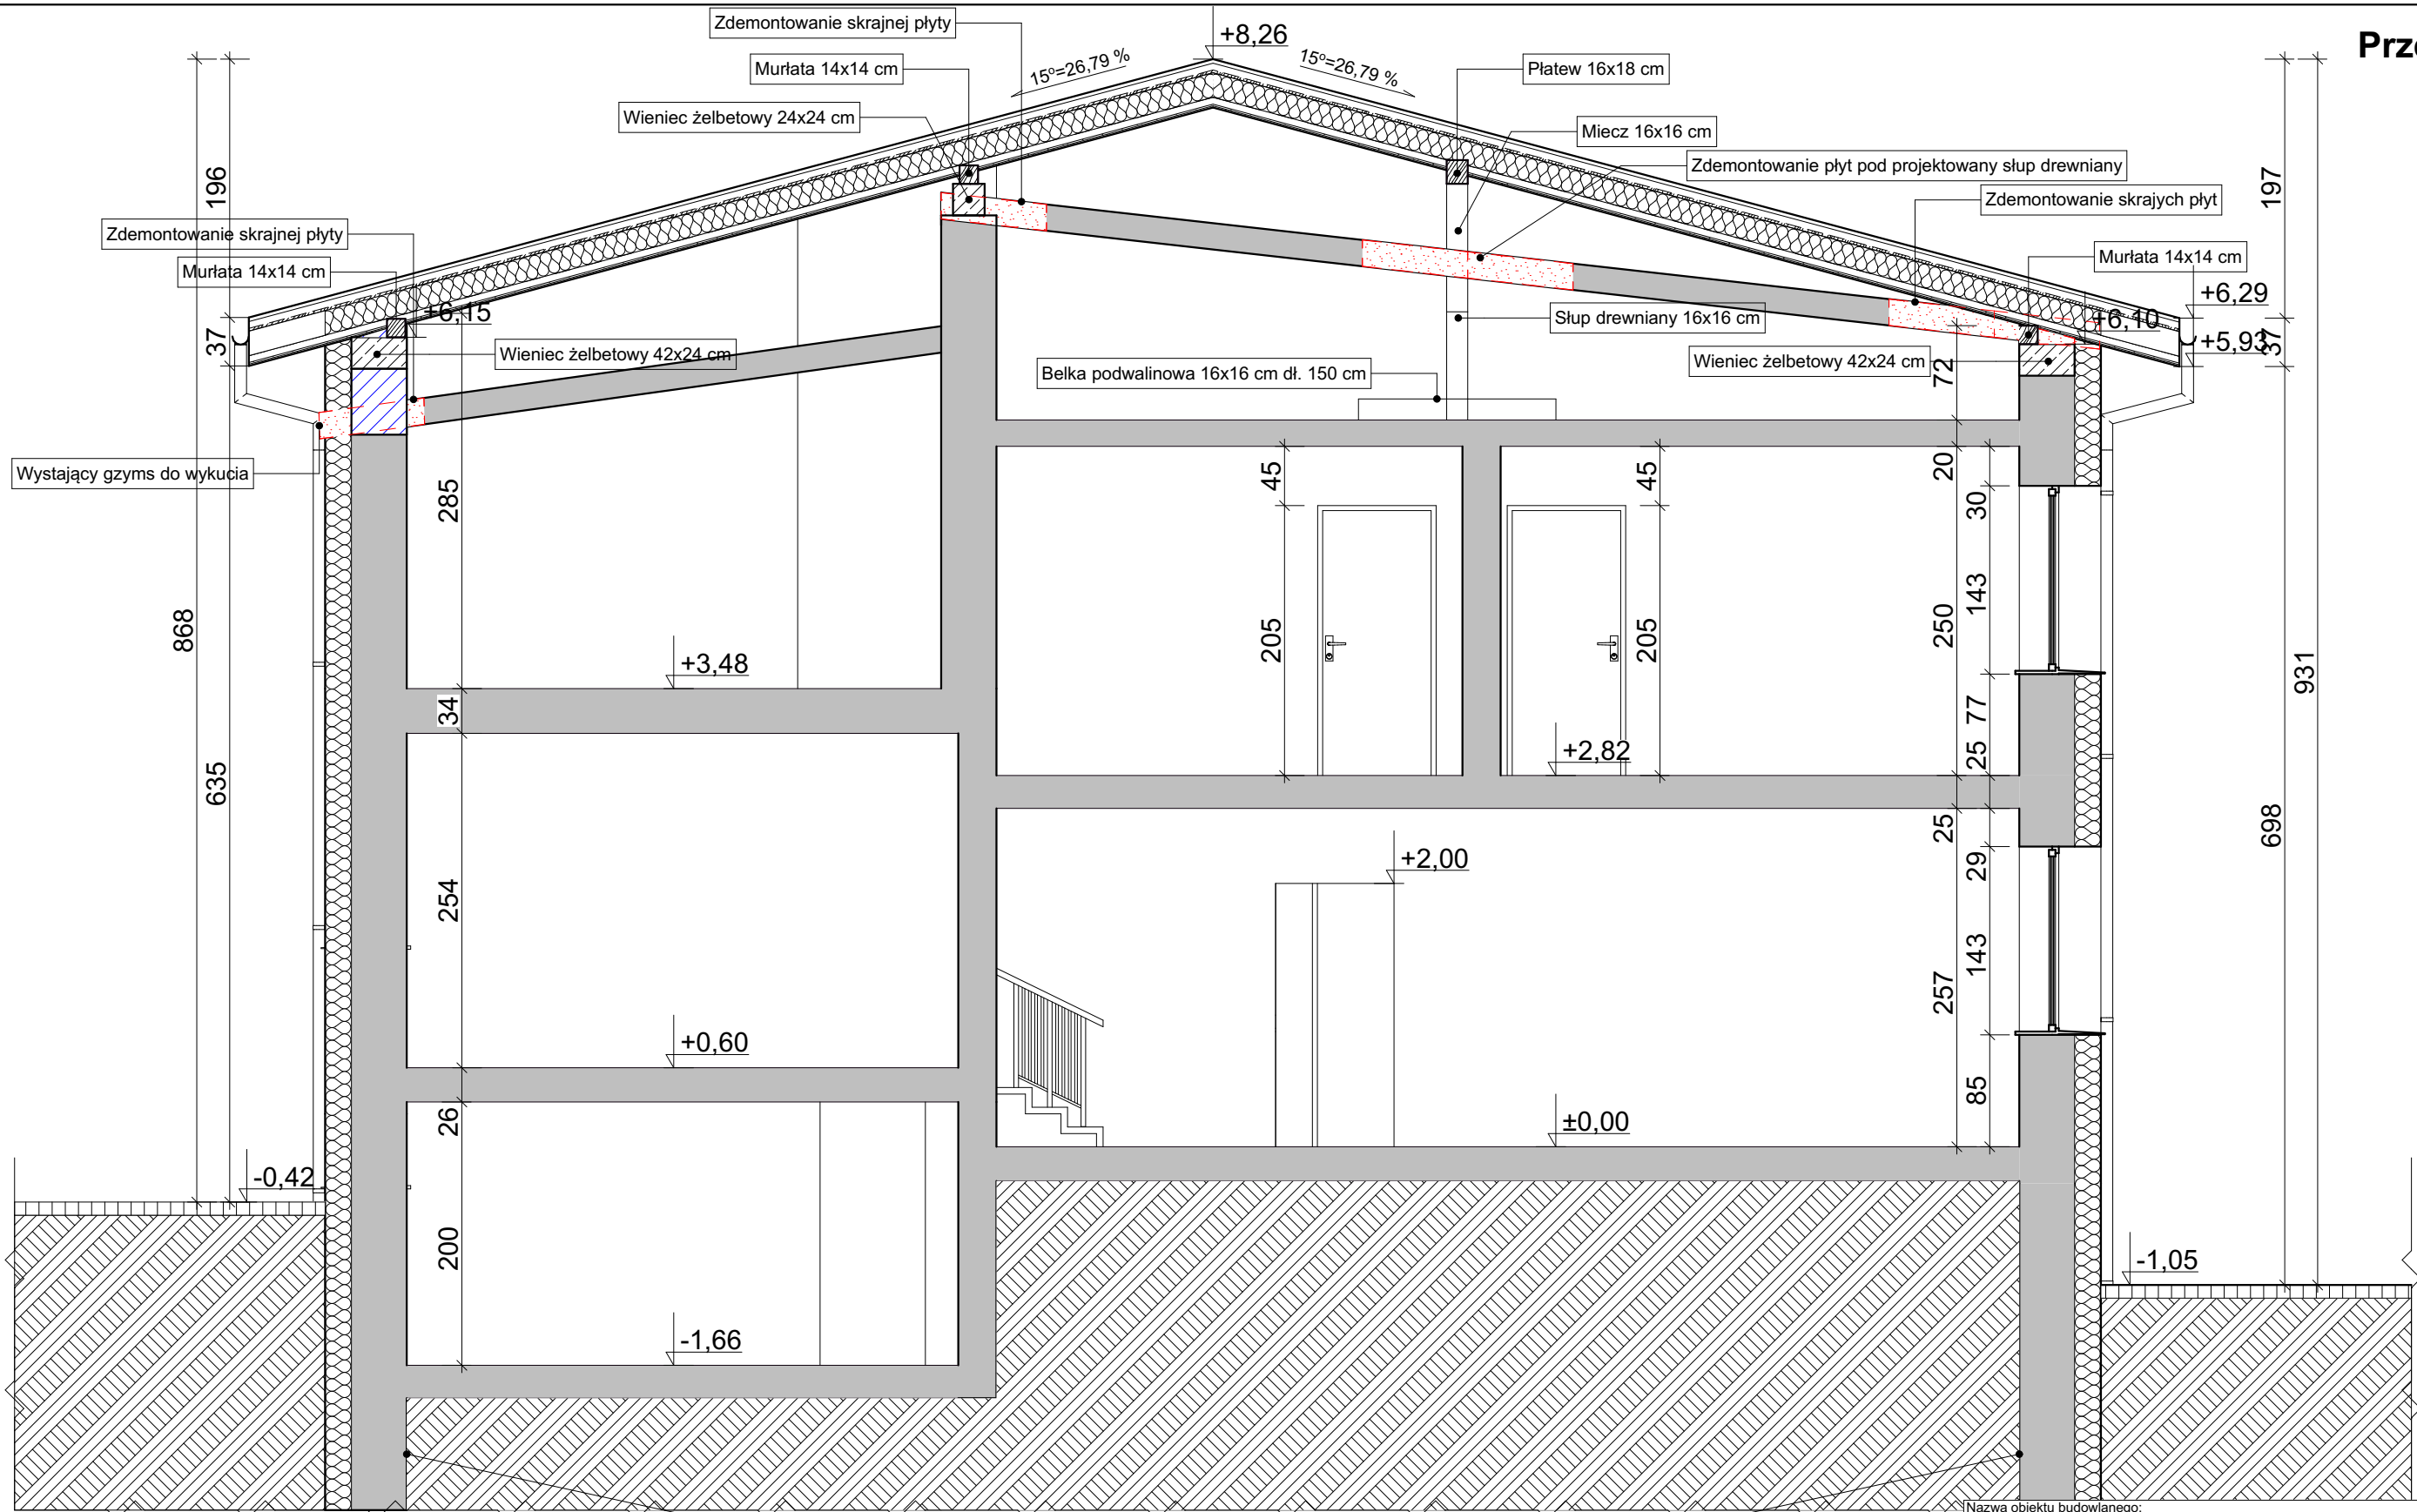 Prze
Zdemontowanie skrajnej płyty
+8,26
15°=26,79 %
15°=26,79 %
Murłata 14x14 cm
Płatew 16x18 cm
Wieniec żelbetowy 24x24 cm
Miecz 16x16 cm
Zdemontowanie płyt pod projektowany słup drewniany
196
197
Zdemontowanie skrajych płyt
Zdemontowanie skrajnej płyty
Murłata 14x14 cm
Murłata 14x14 cm
+6,29
+6,15
+6,10
37
Słup drewniany 16x16 cm
+5,93
37
Wieniec żelbetowy 42x24 cm
Wieniec żelbetowy 42x24 cm
Belka podwalinowa 16x16 cm dł. 150 cm
72
Wystający gzyms do wykucia
285
45
45
20
30
868
143
205
205
250
+3,48
931
34
77
+2,82
25
635
698
25
+2,00
29
254
143
257
+0,60
85
26
±0,00
-0,42
200
-1,05
-1,66
Nazwa obiektu budowlanego: